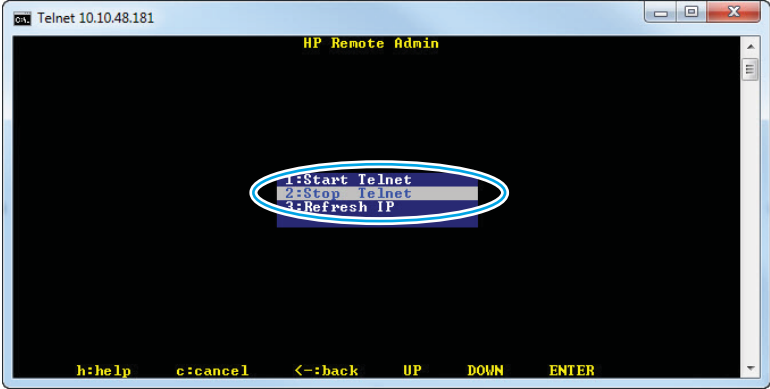 C:\. Telnet 10.10.48.181
HP Remote Admin
1:Start Telnet
2:Stop Telnet
3:Refresh IP
h:help c:cancel <-:back UP DOWN ENTER